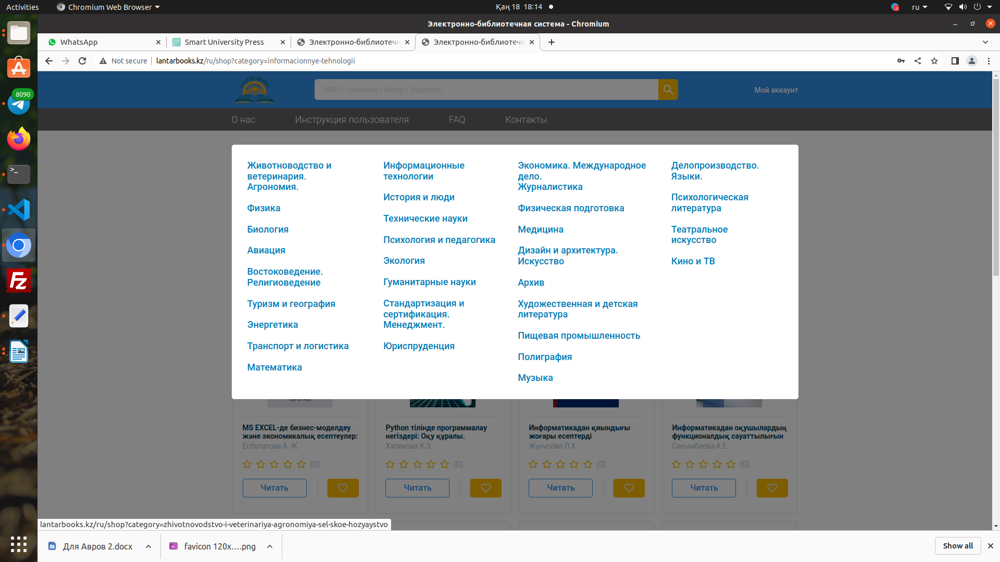 Activities
Chromium Web Browser
Қаң 18 18:14
ru
Электронно-библиотечная система - Chromium
WhatsApp
Smart University Press
Электронно-библиотечн
Электронно-библиотечн
Not secure
lantarbooks.kz/ru/shop?category=informacionnye-tehnologii
8090
LANTAR BOOKS
ISBN / Название / Автор / Издатель
Мой аккаунт
О нас
Инструкция пользователя
FAQ
Контакты
Животноводство и
ветеринария.
Агрономия.
Физика
Биология
Авиация
Востоковедение.
Религиоведение
Туризм и география
Энергетика
Транспорт и логистика
Математика
Информационные
технологии
История и люди
Технические науки
Психология и педагогика
Экология
Гуманитарные науки
Стандартизация и
сертификация.
Менеджмент.
Юриспруденция
Экономика. Международное
дело.
Журналистика
Физическая подготовка
Медицина
Дизайн и архитектура.
Искусство
Архив
Художественная и детская
литература
Пищевая промышленность
Полиграфия
Музыка
Делопроизводство.
Языки.
Психологическая
литература
Театральное
искусство
Кино и ТВ
MS EXCEL-де бизнес-моделдеу
және экономикалық есептеулер:
Есбулатова А. Ж.
(0)
Читать
Python тілінде программалау
негіздері: Оқу құралы.
Халикова К.З.
(0)
Читать
Информатикадан қиындығы
жоғары есептерді
Жунусова Л.Х.
(0)
Читать
Информатикадан оқушылардың
функционалдық сауаттылығын
Сағымбаева А.Е.
(0)
Читать
lantarbooks.kz/ru/shop?category=zhivotnovodstvo-i-veterinariya-agronomiya-sel-skoe-hozyaystvo
Для Авров 2.docx
favicon 120x....png
Show all